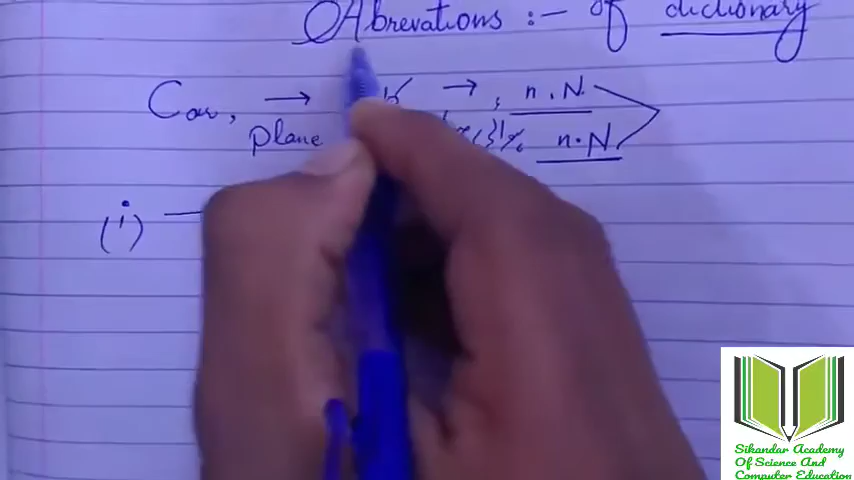 Abrevations :- of dictionary
Car, → → , n.N.
plane n.N
(i) –
Sikandar Academy
Of Science And
Computer Education